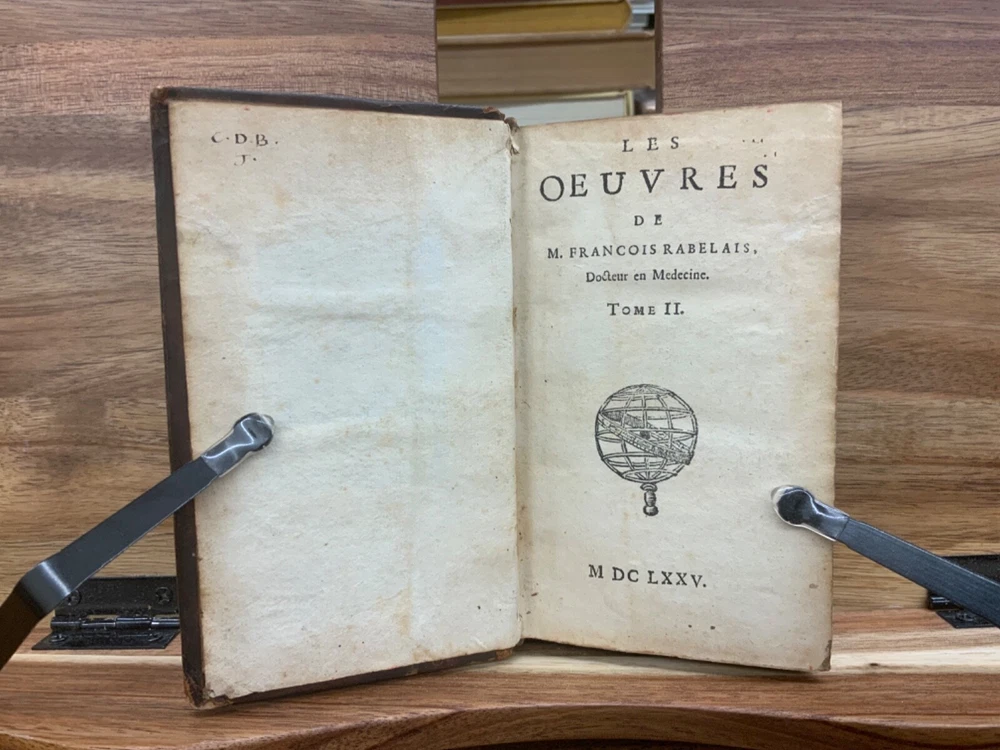 C.D.B.
J.
LES
OEUVRES
DE
M. FRANCOIS RABELAIS,
Docteur en Medecine.
TOME II.
M DC LXXV.